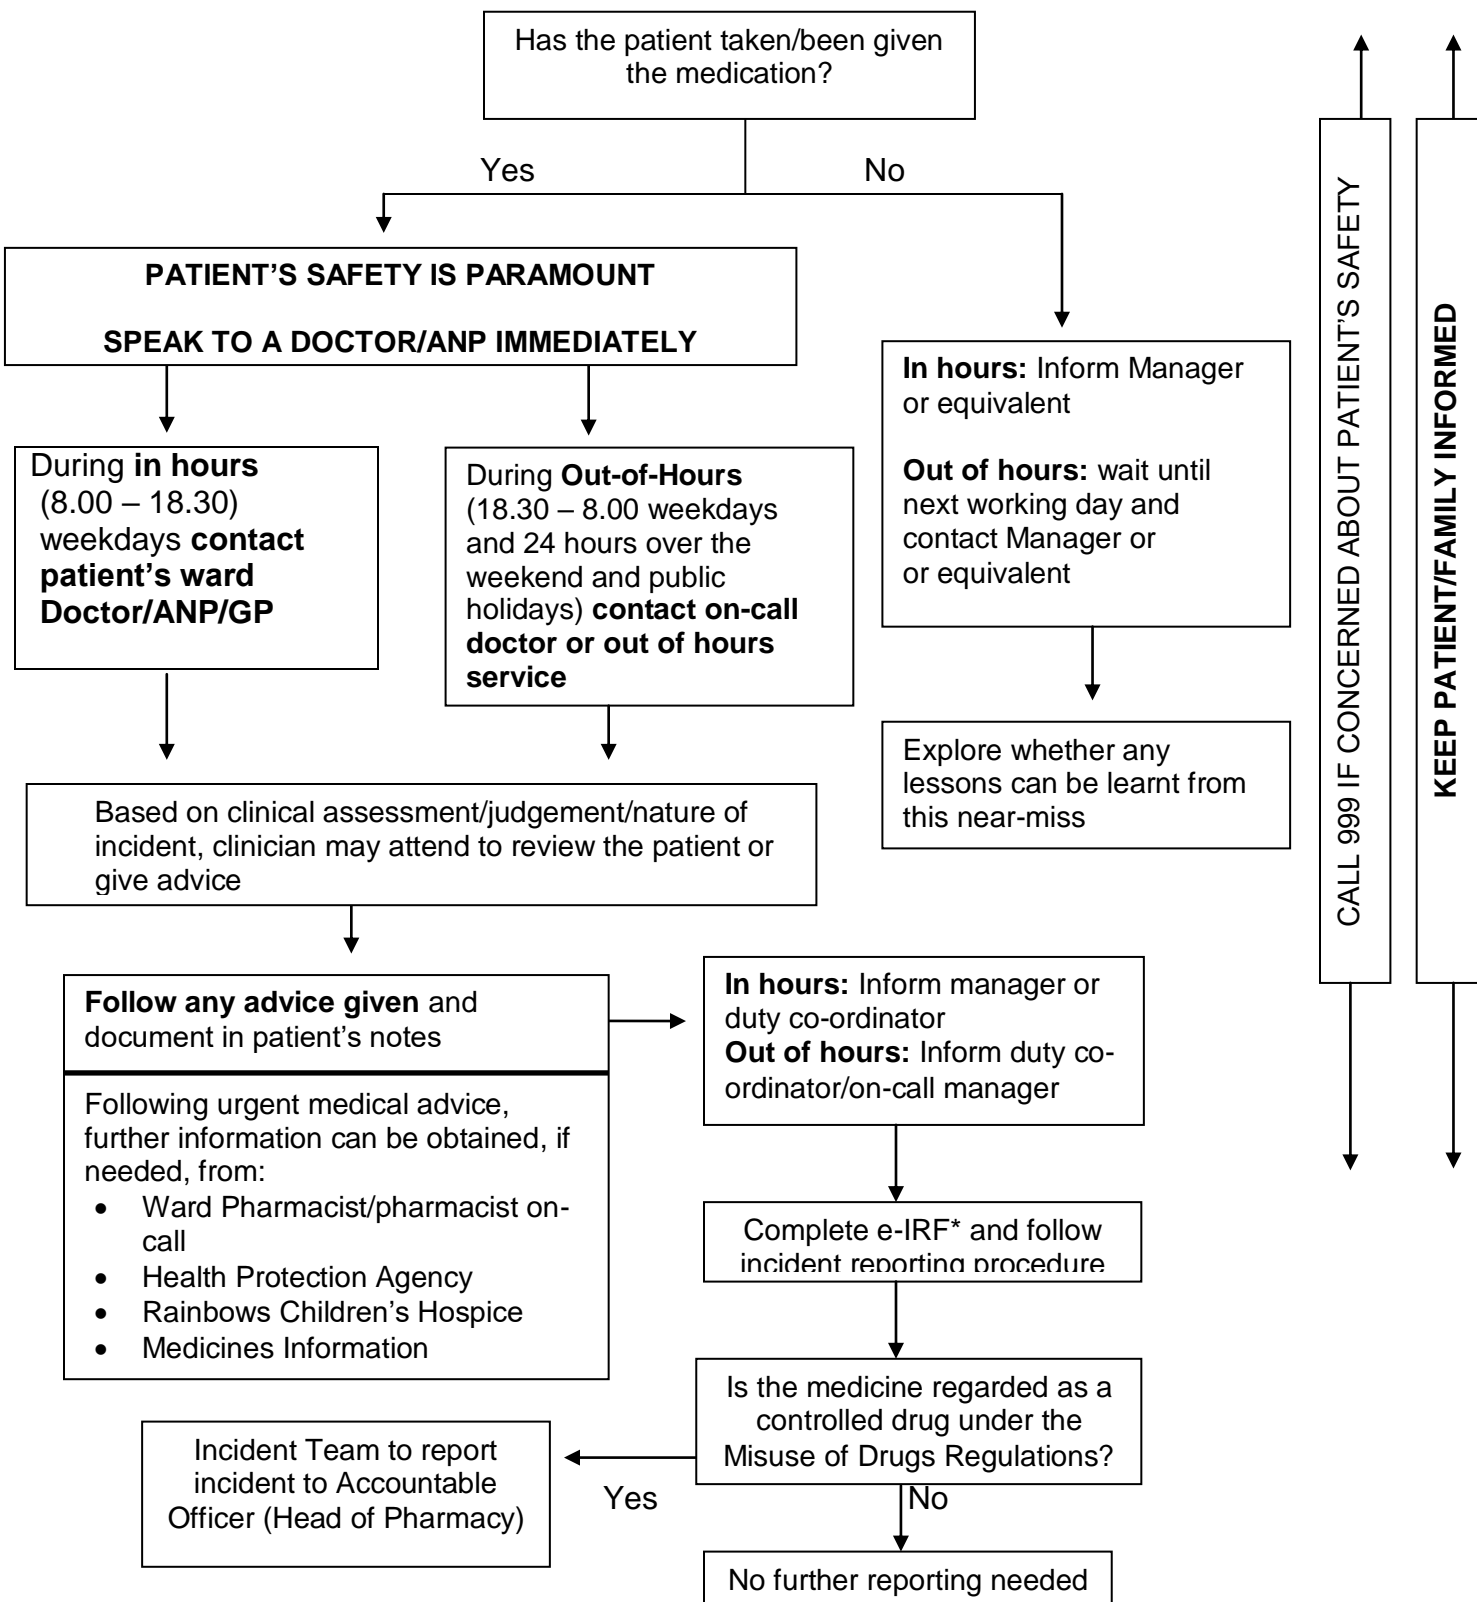 Has the patient taken/been given
the medication?
Yes
No
PATIENT'S SAFETY IS PARAMOUNT
SPEAK TO A DOCTOR/ANP IMMEDIATELY
During in hours
(8.00 – 18.30)
weekdays contact
patient's ward
Doctor/ANP/GP
During Out-of-Hours
(18.30 – 8.00 weekdays
and 24 hours over the
weekend and public
holidays) contact on-call
doctor or out of hours
service
In hours: Inform Manager
or equivalent
Out of hours: wait until
next working day and
contact Manager or
or equivalent
Explore whether any
lessons can be learnt from
this near-miss
Based on clinical assessment/judgement/nature of
incident, clinician may attend to review the patient or
give advice
Follow any advice given and
document in patient's notes
Following urgent medical advice,
further information can be obtained, if
needed, from:
• Ward Pharmacist/pharmacist on-
call
• Health Protection Agency
• Rainbows Children's Hospice
• Medicines Information
In hours: Inform manager or
duty co-ordinator
Out of hours: Inform duty co-
ordinator/on-call manager
Complete e-IRF* and follow
incident reporting procedure
Is the medicine regarded as a
controlled drug under the
Misuse of Drugs Regulations?
Yes
No
Incident Team to report
incident to Accountable
Officer (Head of Pharmacy)
No further reporting needed
CALL 999 IF CONCERNED ABOUT PATIENT'S SAFETY
KEEP PATIENT/FAMILY INFORMED